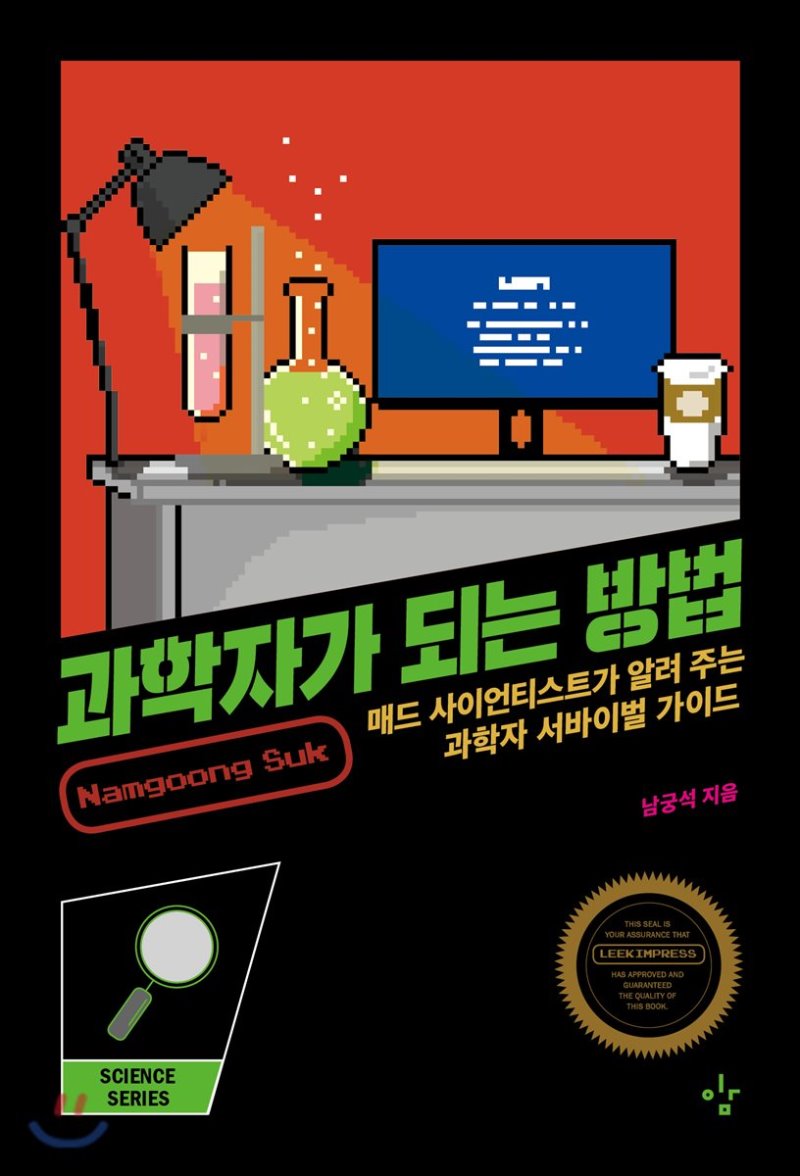 과학자가 되는 방법
매드 사이언티스트가 알려 주는
과학자 서바이벌 가이드
Namgoong Suk
남궁석 지음
THIS SEAL IS
YOUR ASSURANCE THAT
LEEKIMPRESS
HAS APPROVED AND
GUARANTEED
THE QUALITY OF
THIS BOOK.
SCIENCE
SERIES
이김